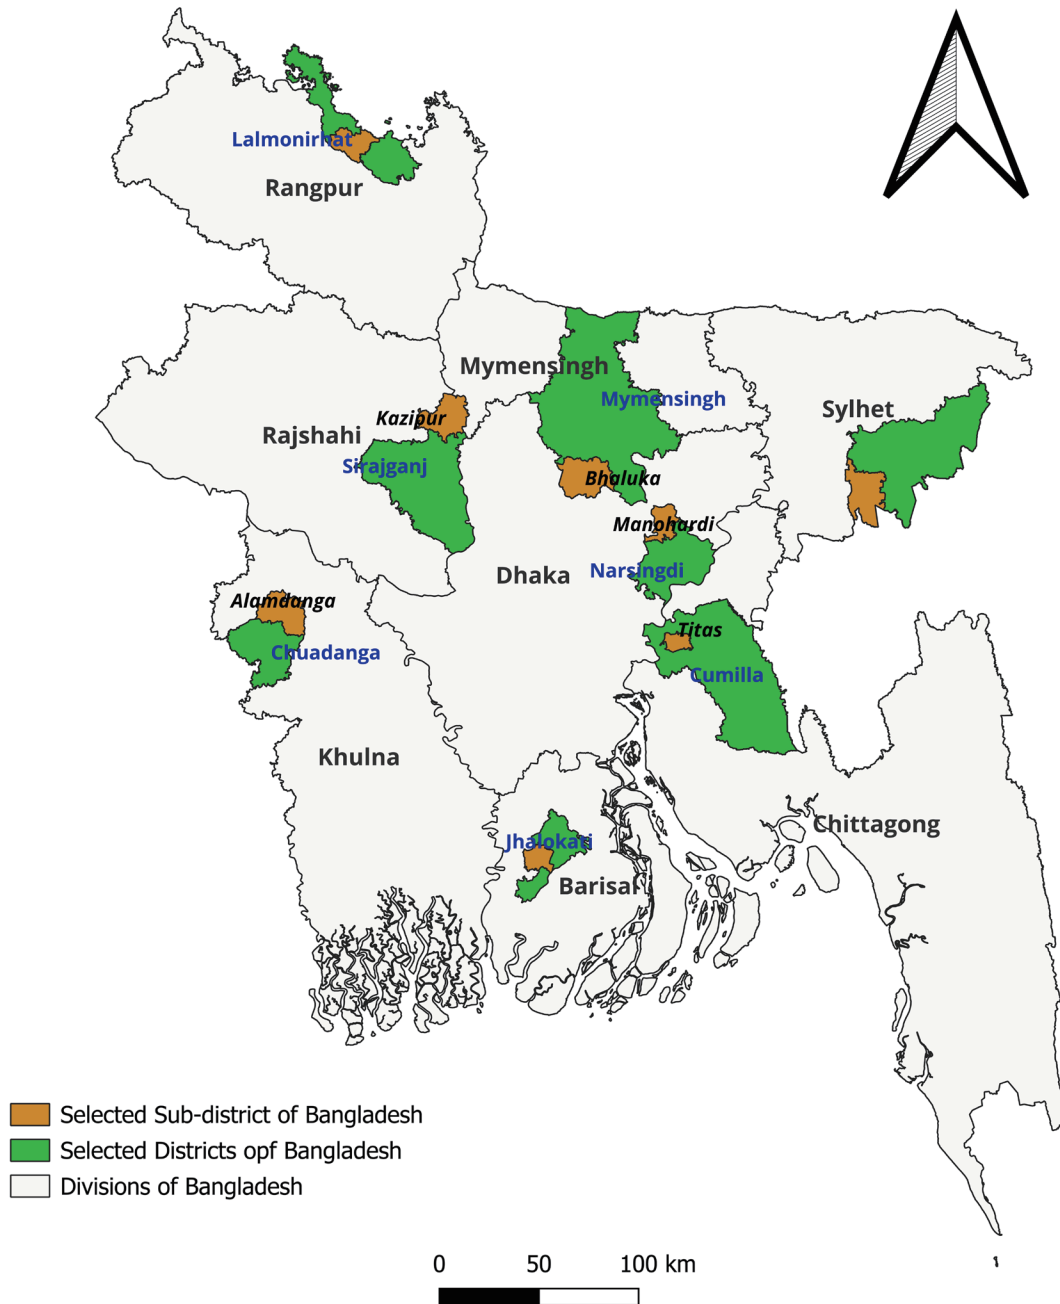 Lalmonirhat
Rangpur
Mymensingh
Mymensingh
Sylhet
Kazipur
Rajshahi
Sirajganj
Bhaluka
Manohardi
Dhaka
Narsingdi
Alamdanga
Titas
Chuadanga
Cumilla
Khulna
Chittagong
Jhalokati
Barisal
Selected Sub-district of Bangladesh
Selected Districts opf Bangladesh
Divisions of Bangladesh
0 50 100 km